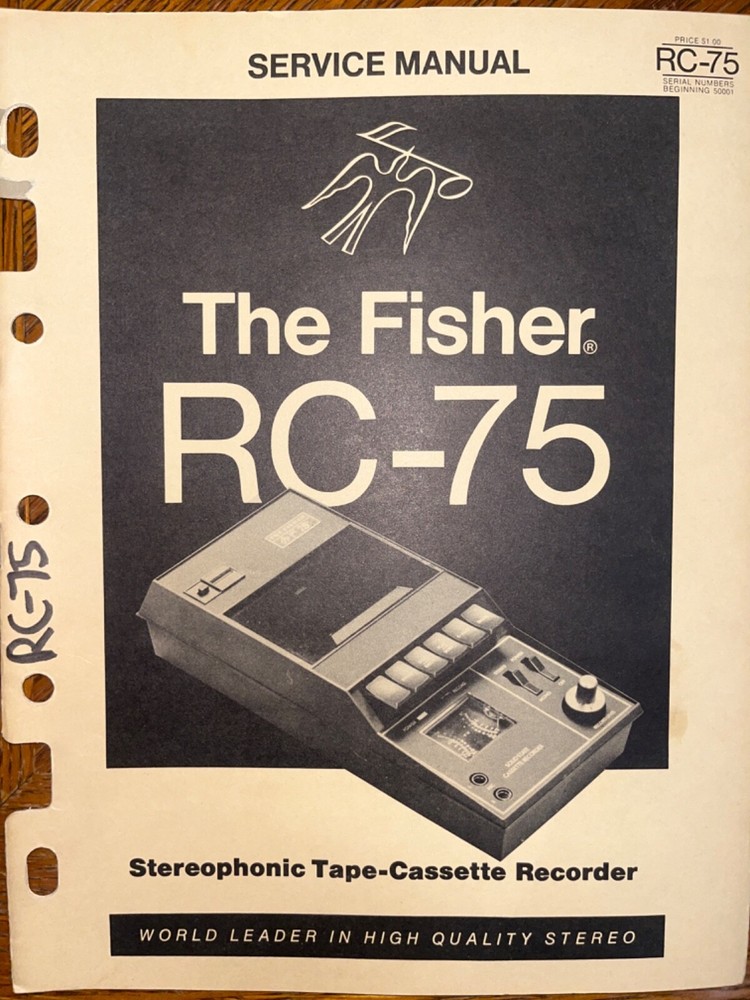 SERVICE MANUAL
PRICE $1.00
RC-75
SERIAL NUMBERS
BEGINNING 50001
The Fisher®
RC-75
RC-75
Stereophonic Tape-Cassette Recorder
WORLD LEADER IN HIGH QUALITY STEREO